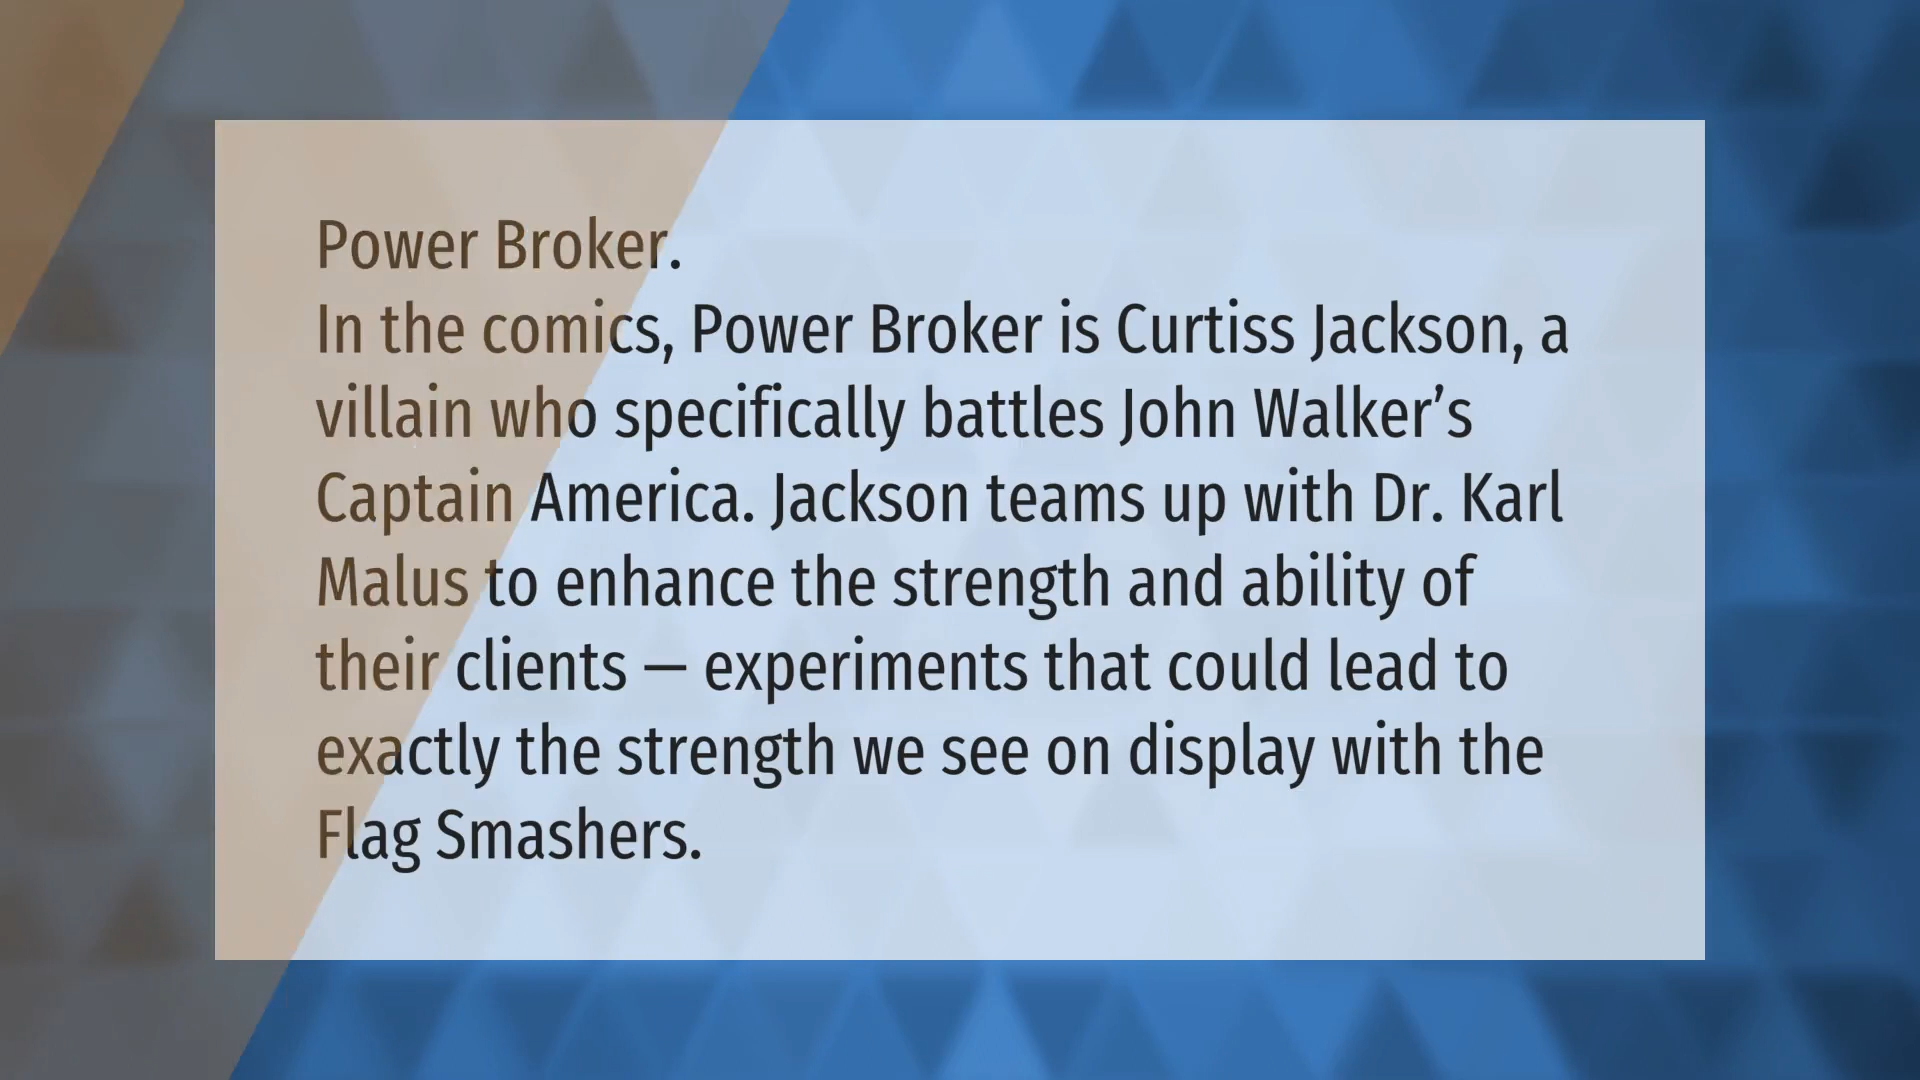 Power Broker.
In the comics, Power Broker is Curtiss Jackson, a
villain who specifically battles John Walker’s
Captain America. Jackson teams up with Dr. Karl
Malus to enhance the strength and ability of
their clients — experiments that could lead to
exactly the strength we see on display with the
Flag Smashers.